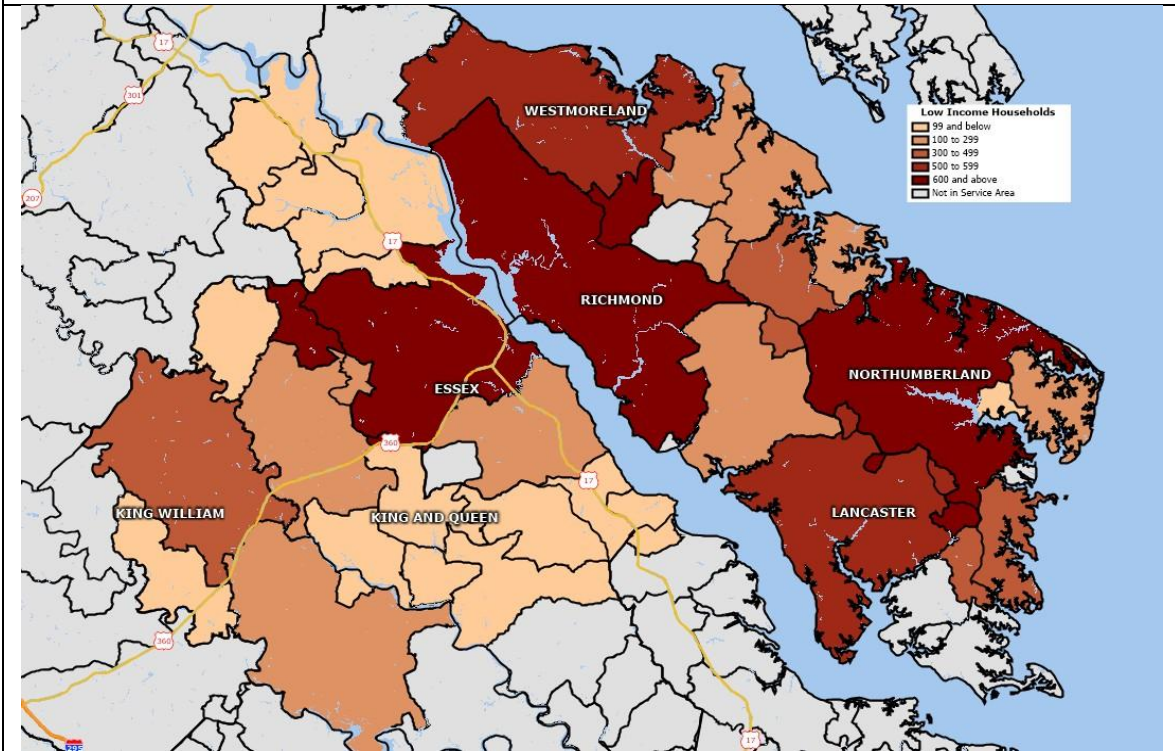 17
301
207
17
WESTMORELAND
Low Income Households
99 and below
100 to 299
300 to 499
500 to 599
600 and above
Not in Service Area
RICHMOND
ESSEX
NORTHUMBERLAND
360
17
KING WILLIAM
KING AND QUEEN
LANCASTER
360
295
17